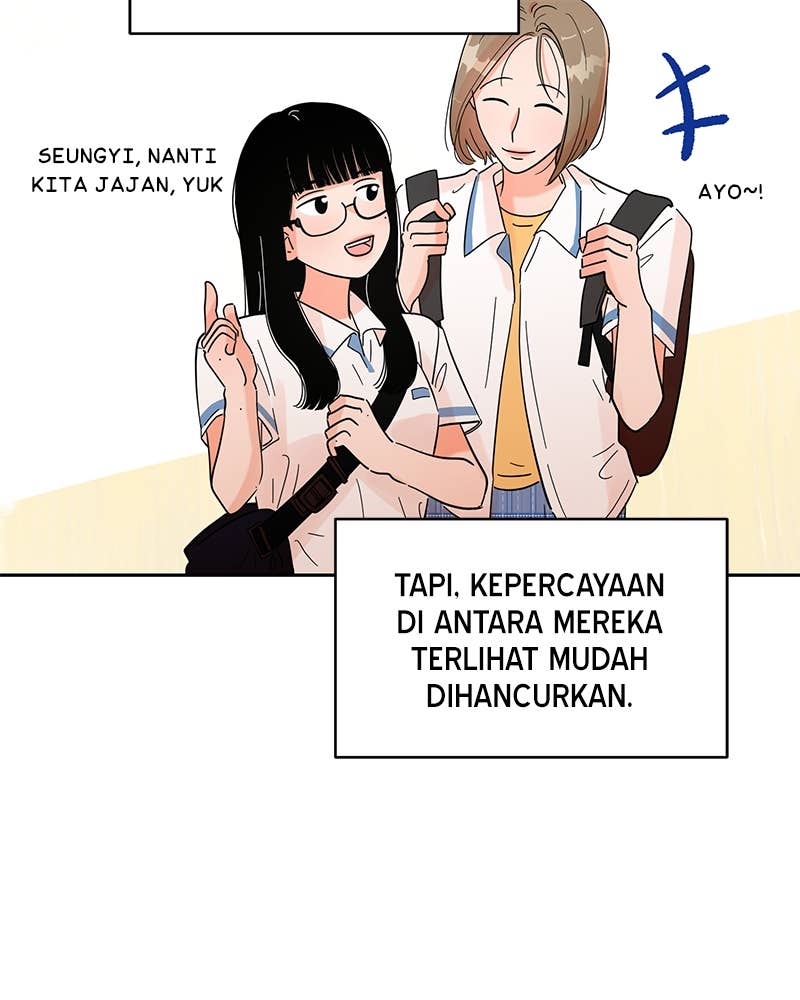 SEUNGYI, NANTI
KITA JAJAN, YUK
AYO~!
TAPI, KEPERCAYAAN
DI ANTARA MEREKA
TERLIHAT MUDAH
DIHANCURKAN.